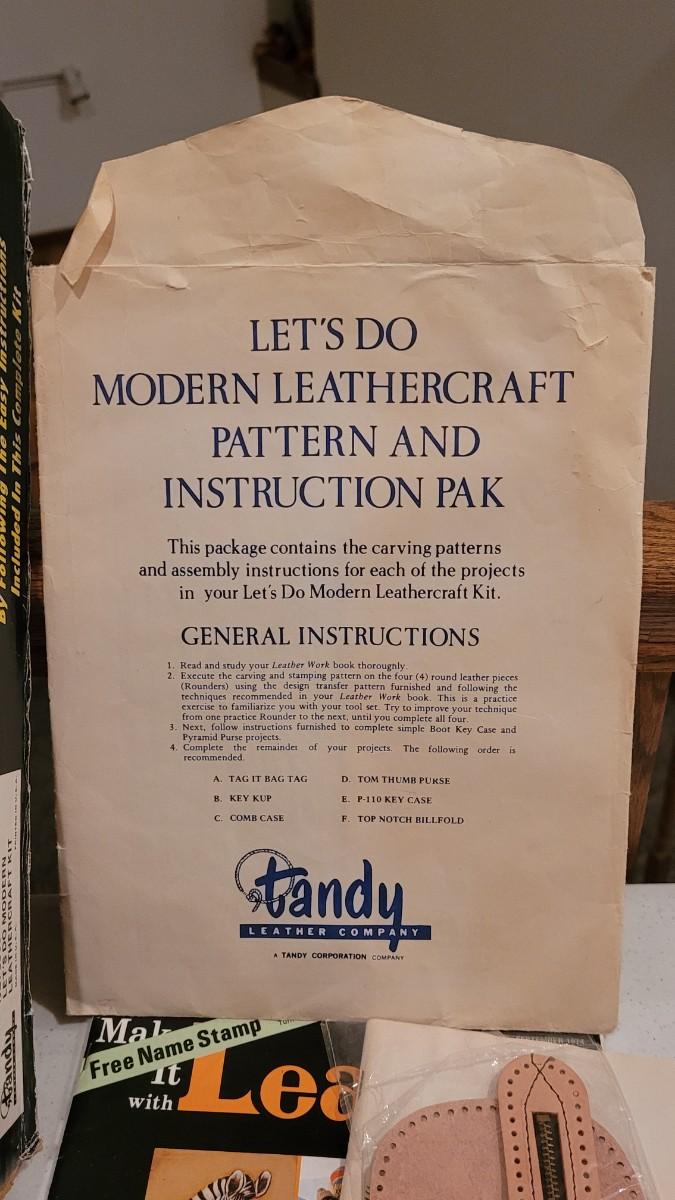 LET'S DO
MODERN LEATHERCRAFT
PATTERN AND
INSTRUCTION PAK
This package contains the carving patterns
and assembly instructions for each of the projects
in your Let's Do Modern Leathercraft Kit.
GENERAL INSTRUCTIONS
1. Read and study your Leather Work book thoroughly.
2. Execute the carving and stamping pattern on the four (4) round leather pieces
(Rounders) using the design transfer pattern furnished and following the
techniques recommended in your Leather Work book. This is a practice
exercise to familiarize you with your tool set. Try to improve your technique
from one practice Rounder to the next, until you complete all four.
3. Next, follow instructions furnished to complete simple Boot Key Case and
Pyramid Purse projects.
4. Complete the remainder of your projects. The following order is
recommended.
A. TAG IT BAG TAG
B. KEY KUP
C. COMB CASE
D. TOM THUMB PURSE
E. P-110 KEY CASE
F. TOP NOTCH BILLFOLD
tandy
LEATHER COMPANY
A TANDY CORPORATION COMPANY
By Following The Easy Instructions
Included In This Complete Kit
LET'S DO MODERN
LEATHERCRAFT KIT
tandy
Free Name Stamp
It
with
Lea